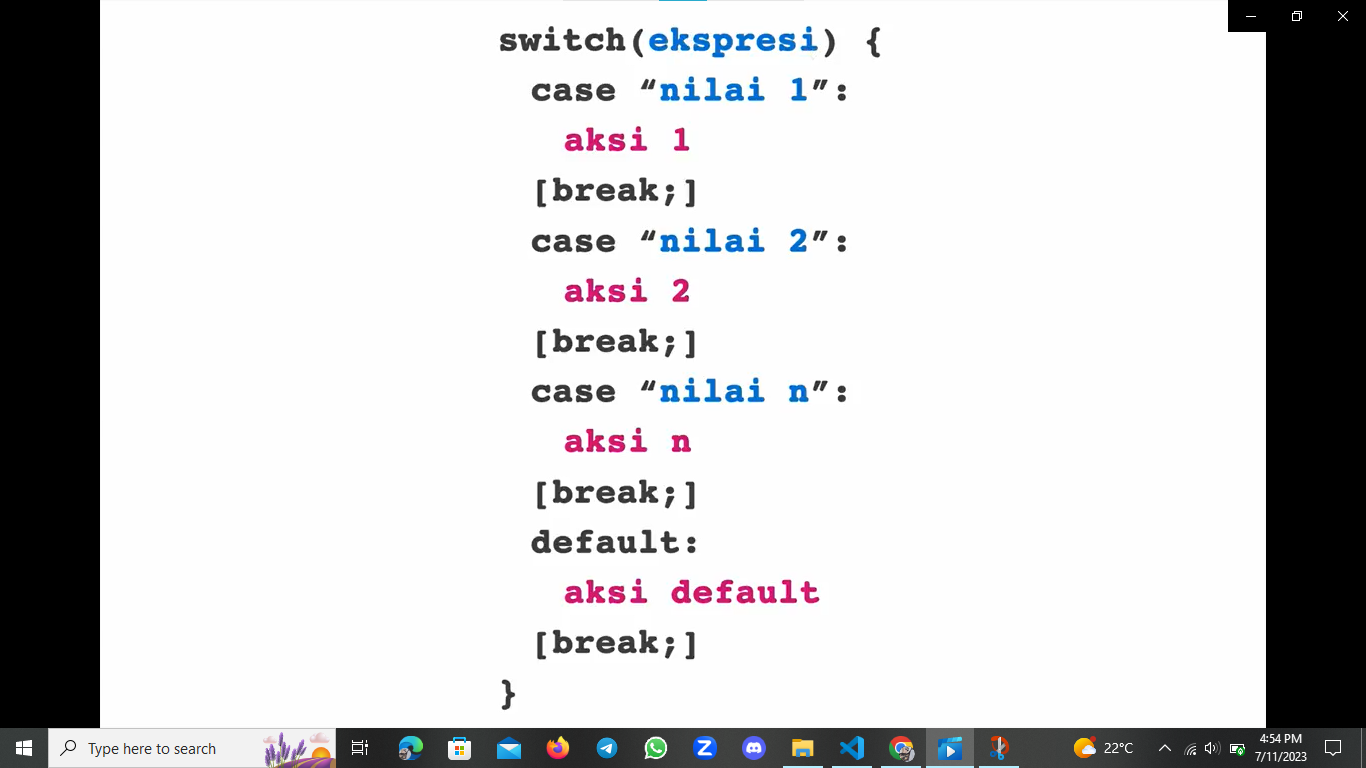 switch(ekspresi) {
case “nilai 1”:
aksi 1
[break;]
case “nilai 2”:
aksi 2
[break;]
case “nilai n”:
aksi n
[break;]
default:
aksi default
[break;]
}
Type here to search
22°C
4:54 PM
7/11/2023